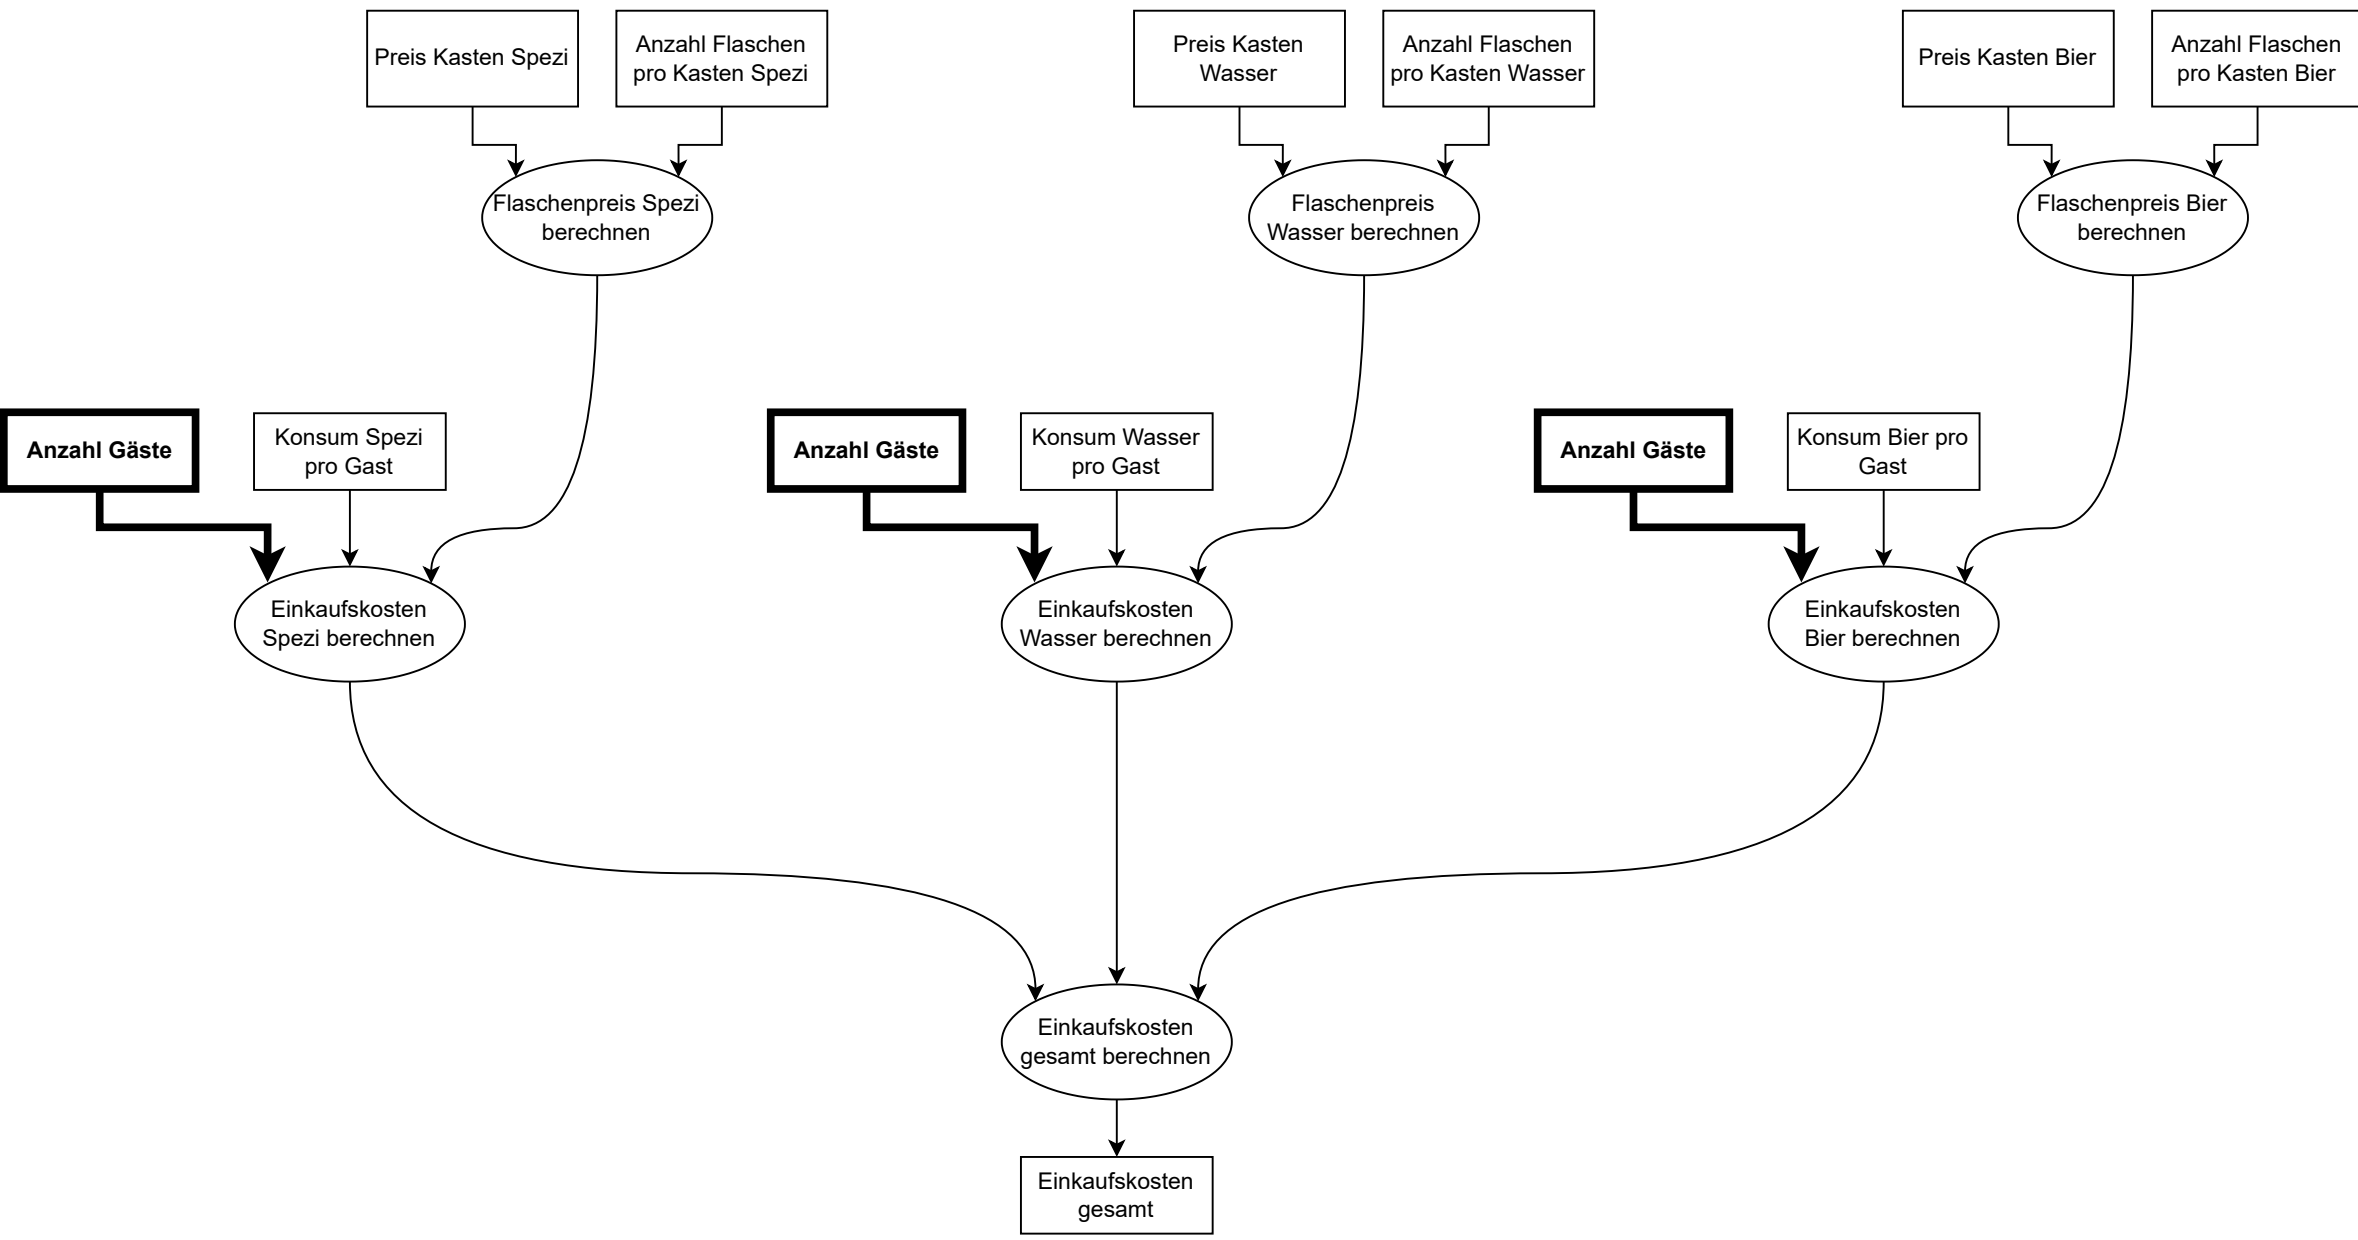 Preis Kasten Spezi
Anzahl Flaschen
pro Kasten Spezi
Preis Kasten
Wasser
Anzahl Flaschen
pro Kasten Wasser
Preis Kasten Bier
Anzahl Flaschen
pro Kasten Bier
Flaschenpreis Spezi
berechnen
Flaschenpreis
Wasser berechnen
Flaschenpreis Bier
berechnen
Anzahl Gäste
Konsum Spezi
pro Gast
Anzahl Gäste
Konsum Wasser
pro Gast
Anzahl Gäste
Konsum Bier pro
Gast
Einkaufskosten
Spezi berechnen
Einkaufskosten
Wasser berechnen
Einkaufskosten
Bier berechnen
Einkaufskosten
gesamt berechnen
Einkaufskosten
gesamt